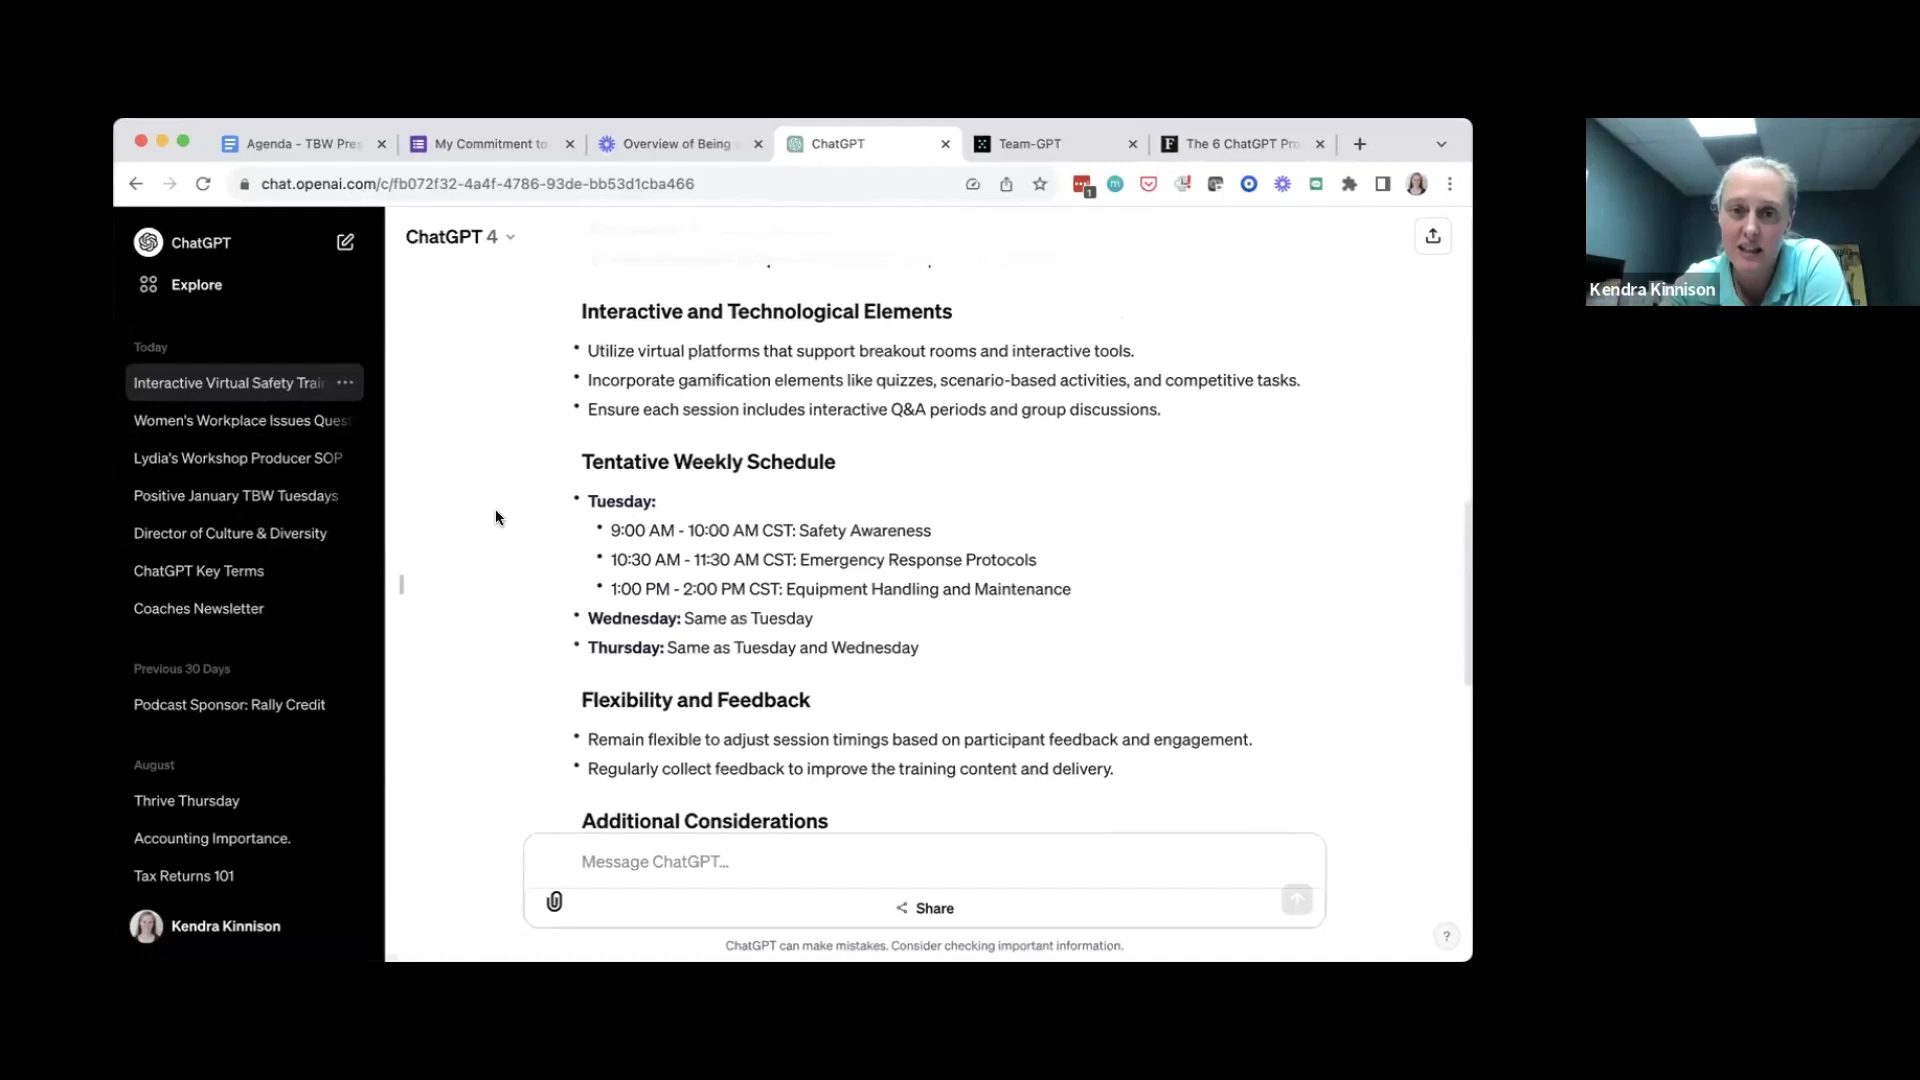 Agenda - TBW Pres
My Commitment to
Overview of Being
ChatGPT
Team-GPT
The 6 ChatGPT Pro
chat.openai.com/c/fb072f32-4a4f-4786-93de-bb53d1cba466
1
ChatGPT
Explore
Today
Interactive Virtual Safety Trai
Women's Workplace Issues Quest
Lydia's Workshop Producer SOP
Positive January TBW Tuesdays
Director of Culture & Diversity
ChatGPT Key Terms
Coaches Newsletter
Previous 30 Days
Podcast Sponsor: Rally Credit
August
Thrive Thursday
Accounting Importance.
Tax Returns 101
Kendra Kinnison
ChatGPT 4
Interactive and Technological Elements
• Utilize virtual platforms that support breakout rooms and interactive tools.
• Incorporate gamification elements like quizzes, scenario-based activities, and competitive tasks.
• Ensure each session includes interactive Q&A periods and group discussions.
Tentative Weekly Schedule
• Tuesday:
• 9:00 AM - 10:00 AM CST: Safety Awareness
• 10:30 AM - 11:30 AM CST: Emergency Response Protocols
• 1:00 PM - 2:00 PM CST: Equipment Handling and Maintenance
• Wednesday: Same as Tuesday
• Thursday: Same as Tuesday and Wednesday
Flexibility and Feedback
• Remain flexible to adjust session timings based on participant feedback and engagement.
• Regularly collect feedback to improve the training content and delivery.
Additional Considerations
Message ChatGPT...
Share
ChatGPT can make mistakes. Consider checking important information.
?
Kendra Kinnison